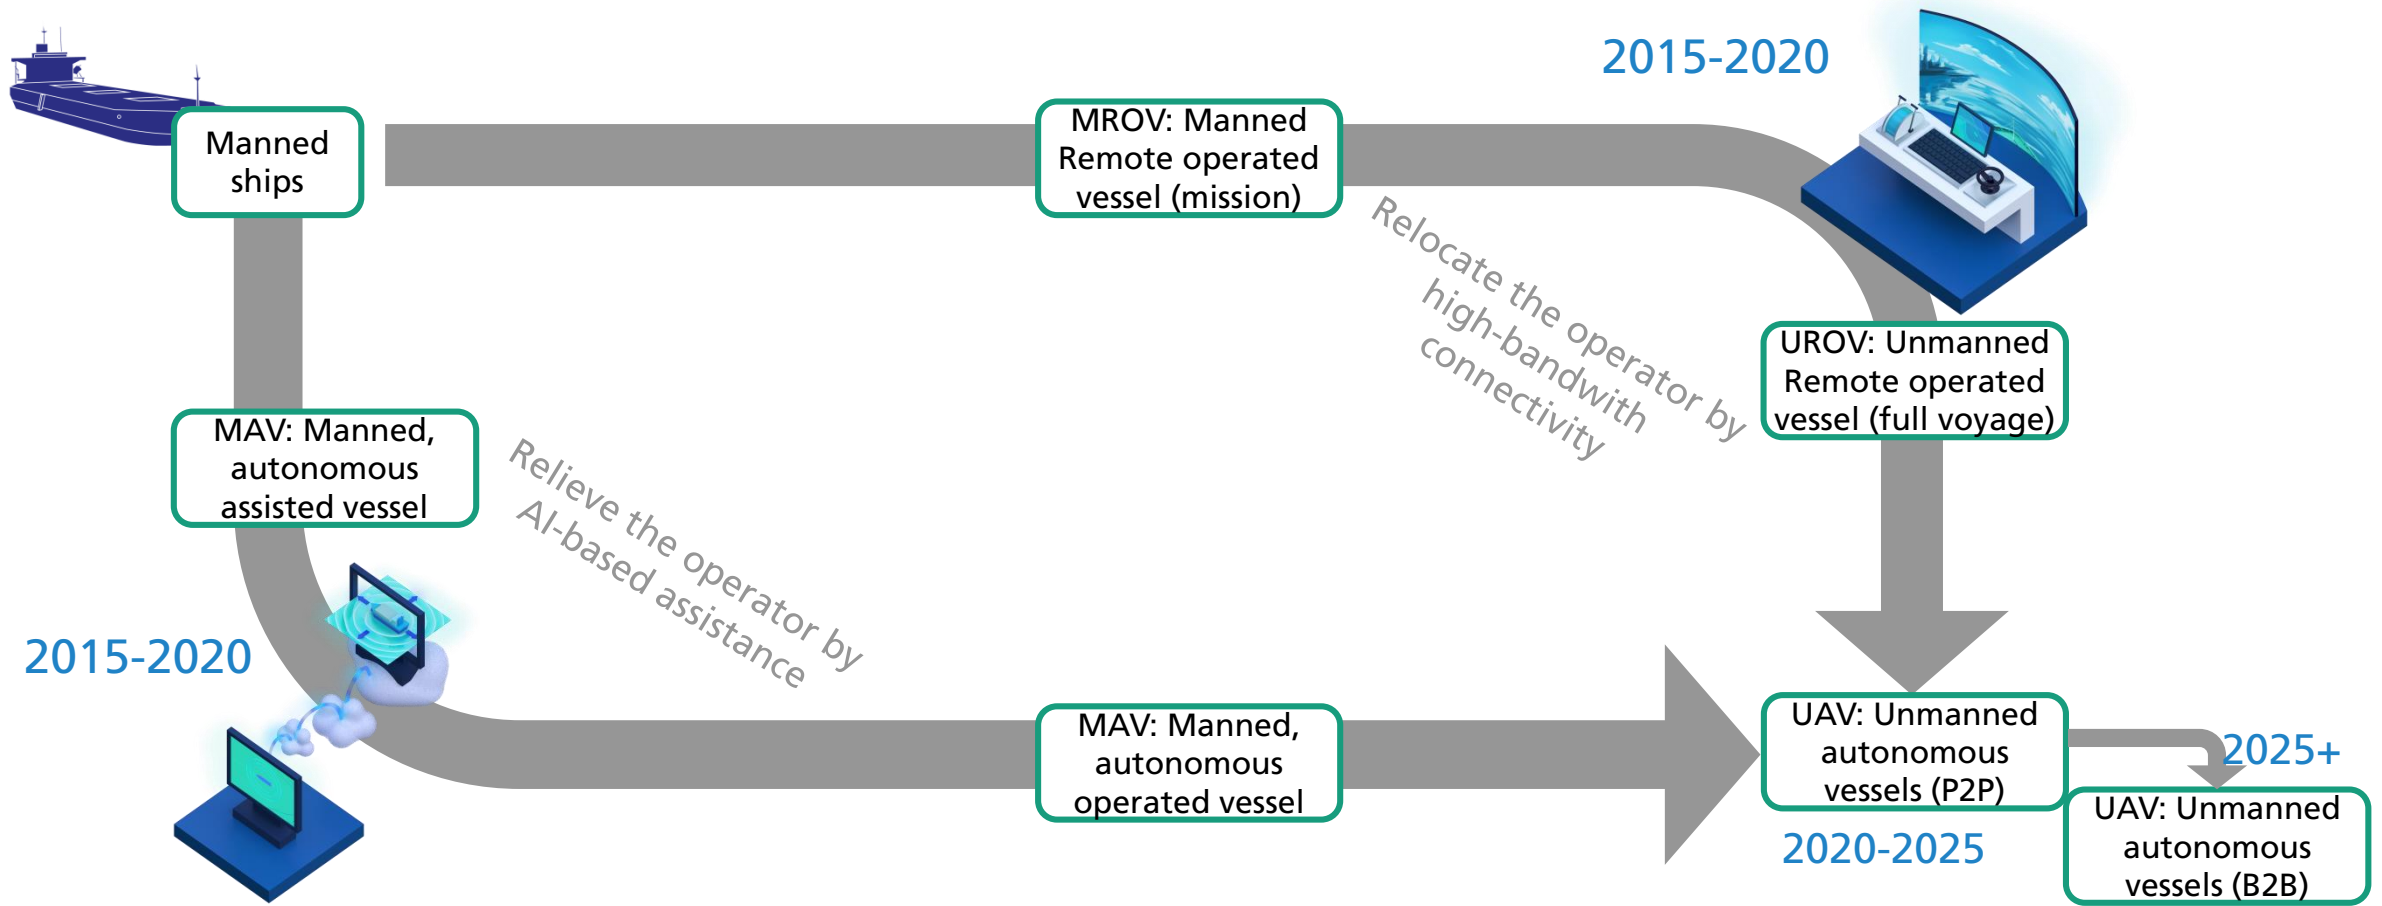 2015-2020
Manned
ships
MROV: Manned
Remote operated
vessel (mission)
Relocate the operator by
high-bandwith
connectivity
UROV: Unmanned
Remote operated
vessel (full voyage)
MAV: Manned,
autonomous
assisted vessel
Relieve the operator by
AI-based assistance
2015-2020
MAV: Manned,
autonomous
operated vessel
UAV: Unmanned
autonomous
vessels (P2P)
2025+
2020-2025
UAV: Unmanned
autonomous
vessels (B2B)